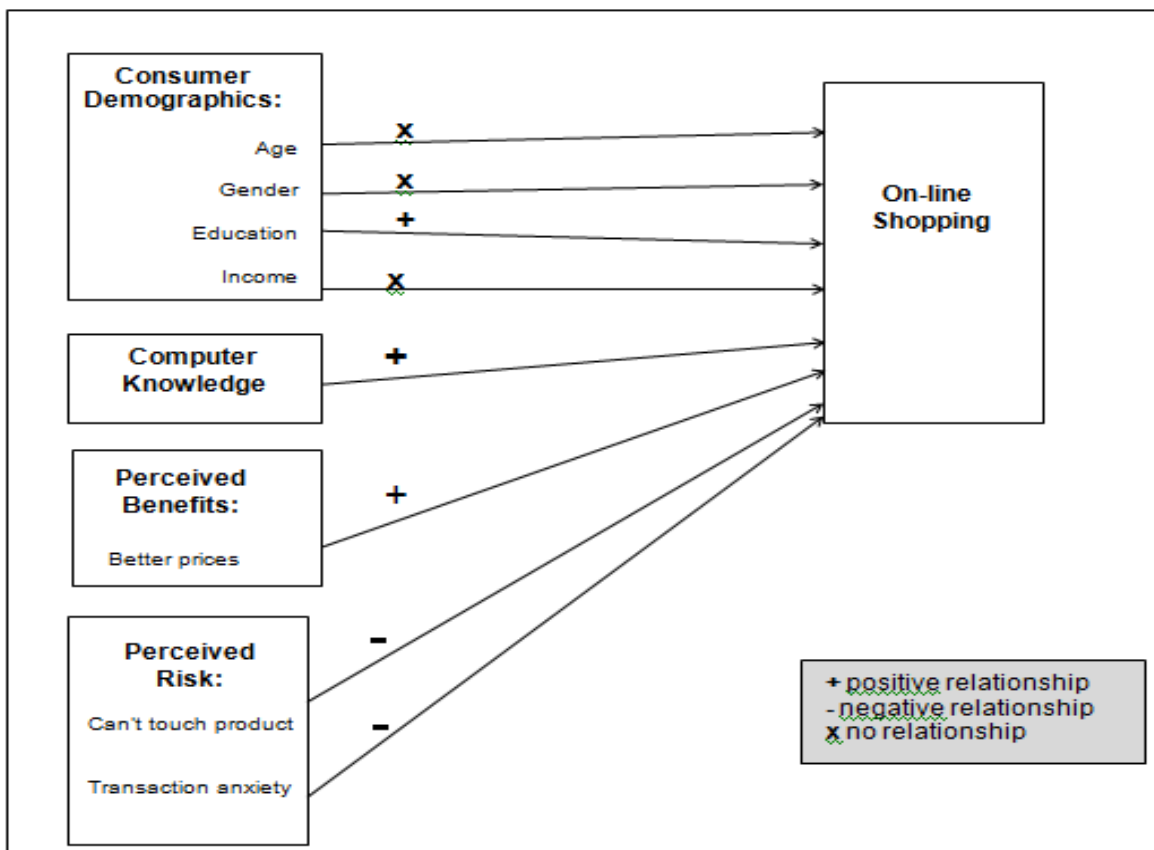 Consumer
Demographics:
Age
x
Gender
x
Education
+
Income
x
On-line
Shopping
Computer
Knowledge
+
Perceived
Benefits:
+
Better prices
Perceived
Risk:
-
Can't touch product
-
Transaction anxiety
+ positive relationship
- negative relationship
x no relationship